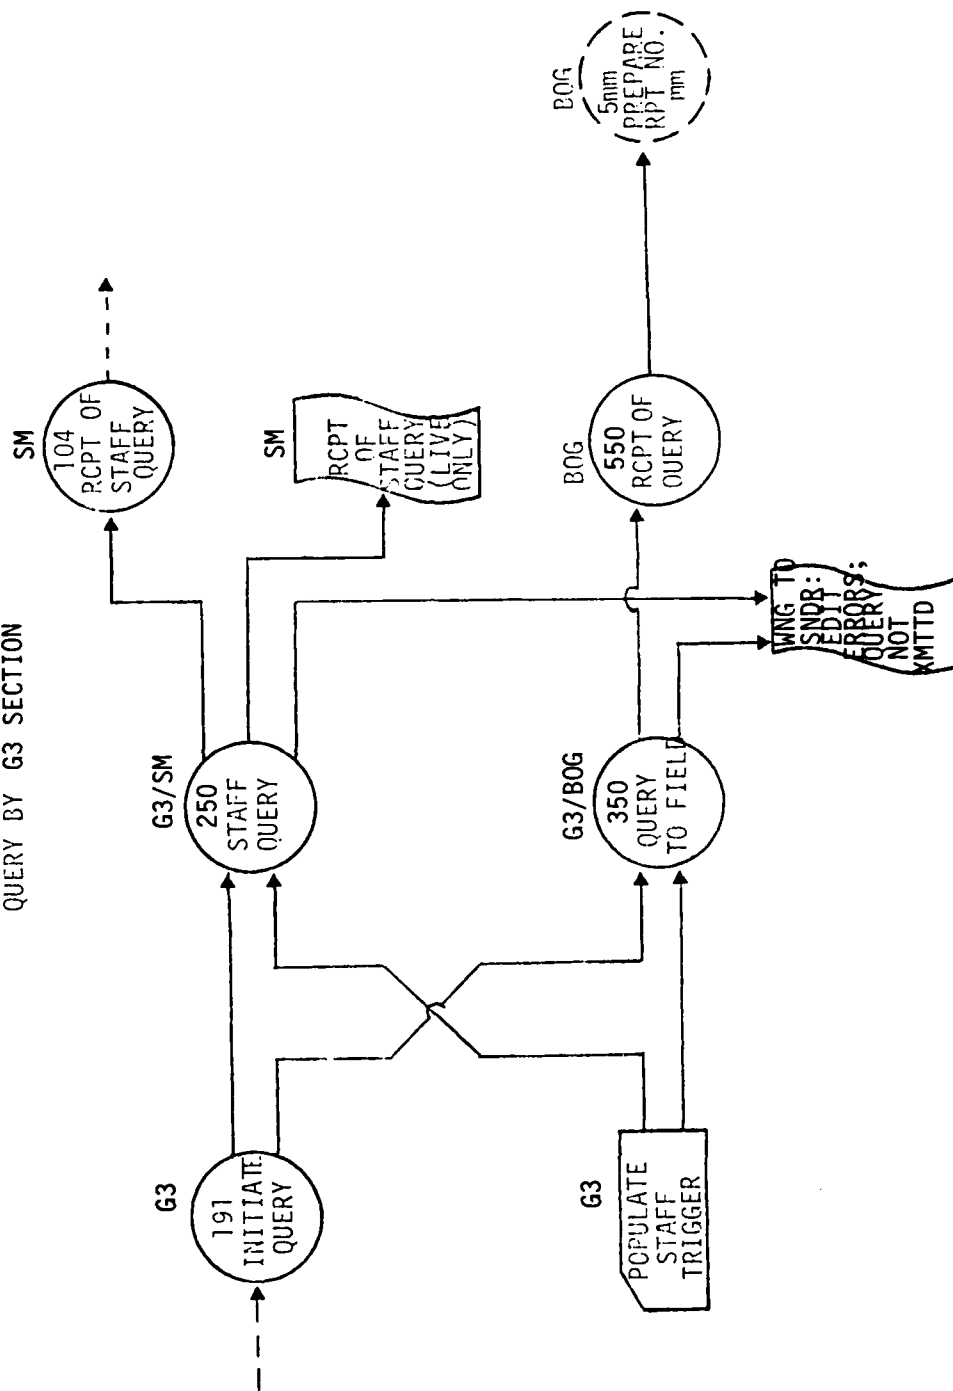 QUERY BY G3 SECTION
G3
191
INITIATE
QUERY
G3
POPULATE
STAFF
TRIGGER
G3/SM
250
STAFF
QUERY
G3/BOG
350
QUERY
TO FIELD
SM
104
RCPT OF
STAFF
QUERY
SM
RCPT
OF
STAFF
QUERY
(LIVE
ONLY)
BOG
550
RCPT OF
QUERY
WNG TO
SNDR:
EDIT
ERRORS;
QUERY
NOT
XMTTD
BOG
5mm
PREPARE
RPT NO.
mm